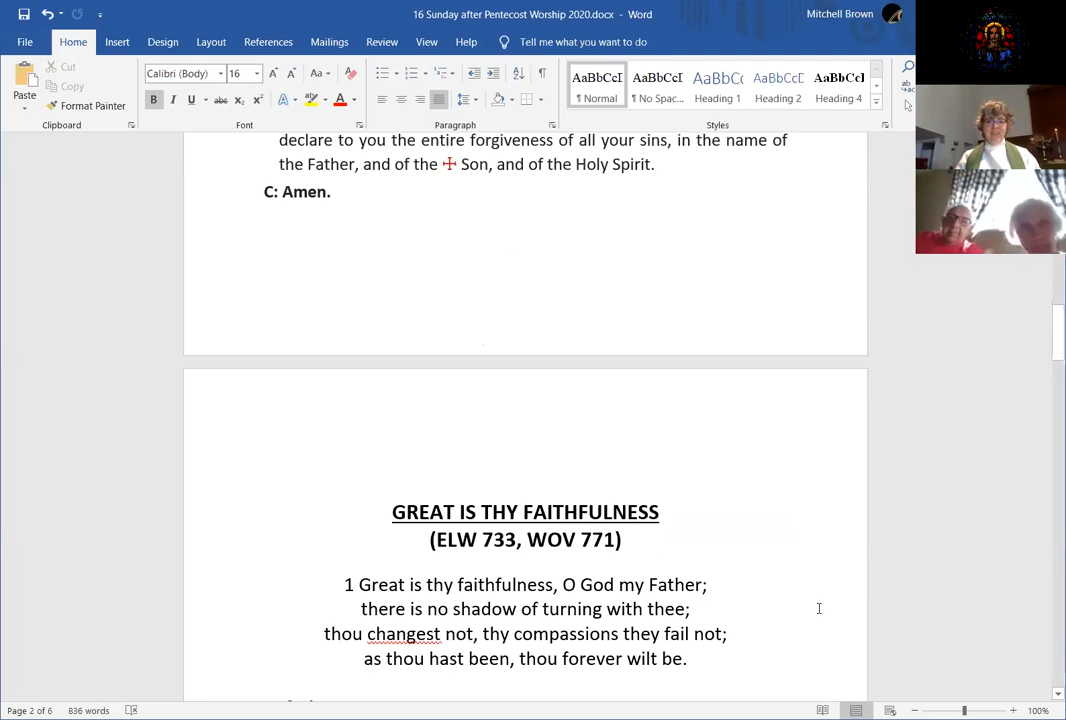 16 Sunday after Pentecost Worship 2020.docx - Word
Mitchell Brown
File Home Insert Design Layout References Mailings Review View Help Tell me what you want to do
Paste
Cut
Copy
Format Painter
Calibri (Body) 16
B I U abc x₂ x² A A
AaBbCcI AaBbCcI AaBbC( AaBbCcD AaBbCcI
¶ Normal ¶ No Spac... Heading 1 Heading 2 Heading 4
Clipboard Font Paragraph Styles
declare to you the entire forgiveness of all your sins, in the name of
the Father, and of the ☩ Son, and of the Holy Spirit.
C: Amen.
GREAT IS THY FAITHFULNESS
(ELW 733, WOV 771)
1 Great is thy faithfulness, O God my Father;
there is no shadow of turning with thee;
thou changest not, thy compassions they fail not;
as thou hast been, thou forever wilt be.
Page 2 of 6 836 words
100%